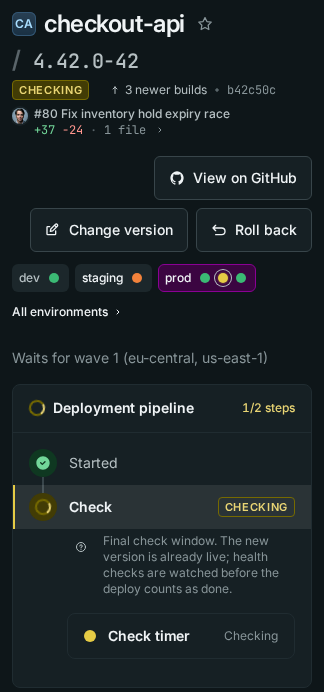 CA checkout-api
/ 4.42.0-42
CHECKING ↑ 3 newer builds • b42c50c
#80 Fix inventory hold expiry race
+37 -24 · 1 file ›
View on GitHub
Change version Roll back
dev staging prod
All environments ›
Waits for wave 1 (eu-central, us-east-1)
Deployment pipeline 1/2 steps
Started
Check CHECKING
Final check window. The new
version is already live; health
checks are watched before the
deploy counts as done.
Check timer Checking